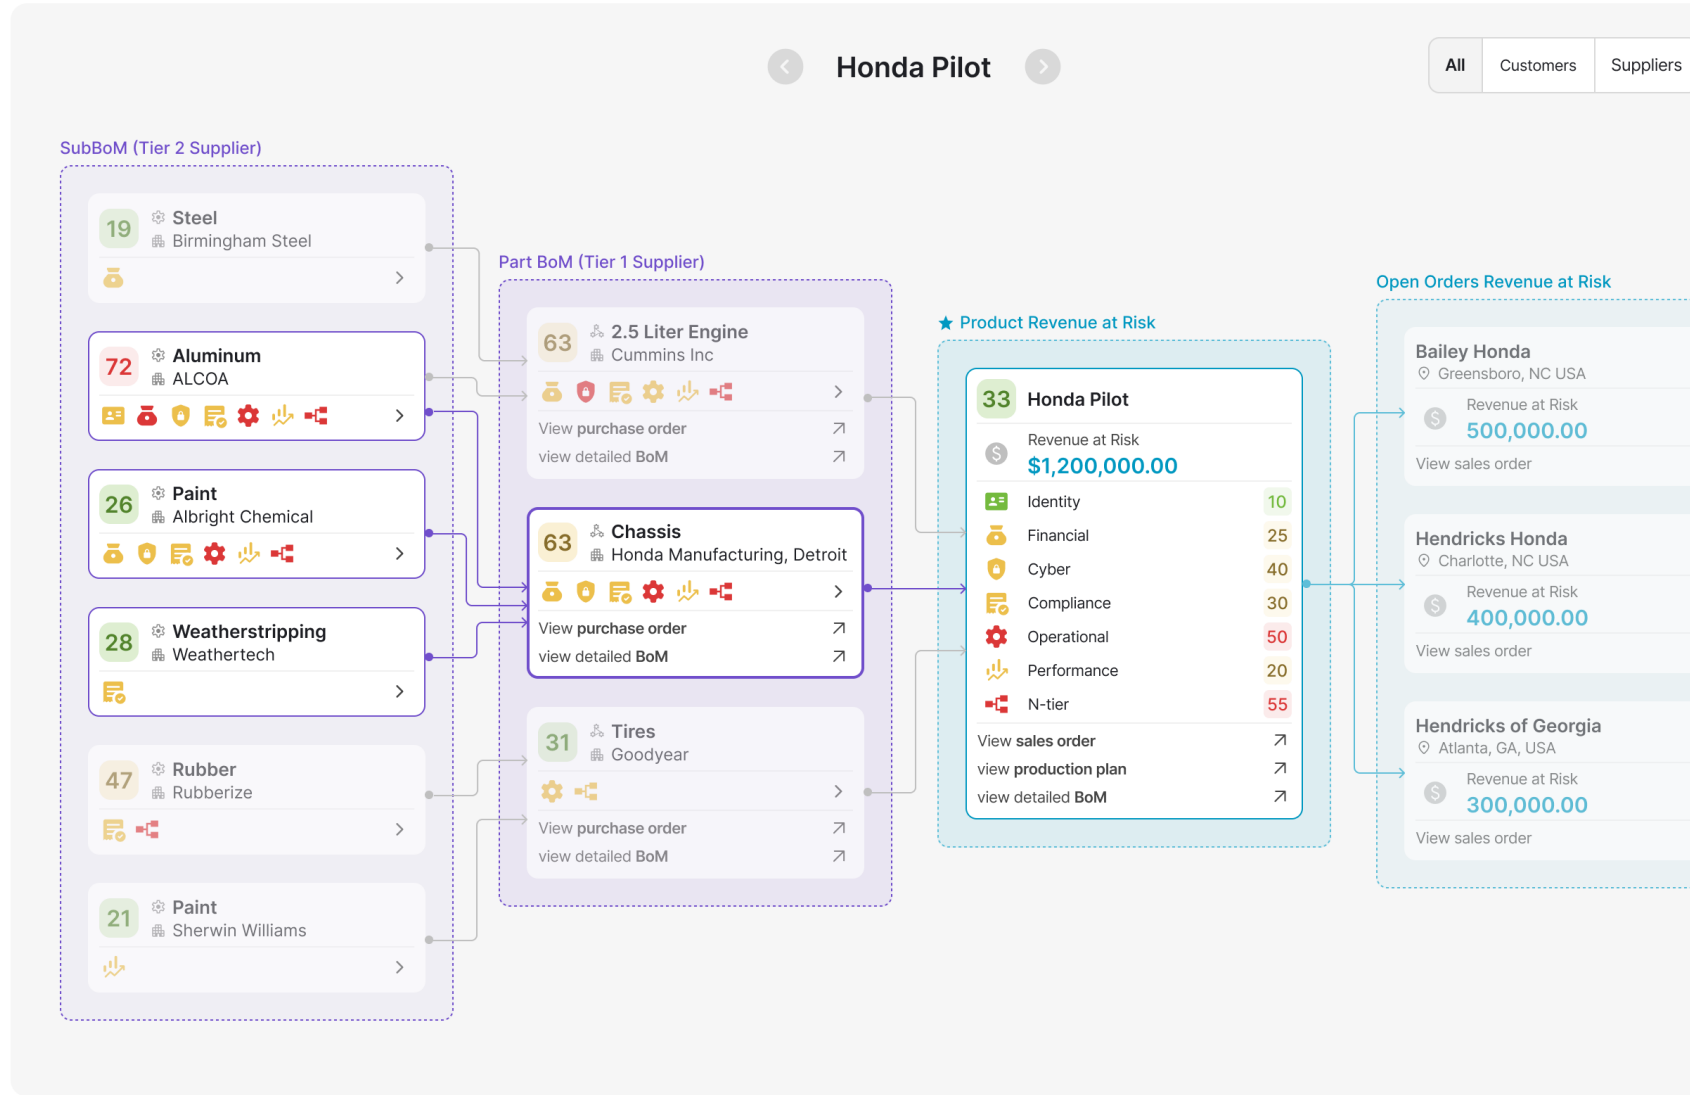 Honda Pilot
All
Customers
Suppliers
SubBoM (Tier 2 Supplier)
19
Steel
Birmingham Steel
72
Aluminum
ALCOA
26
Paint
Albright Chemical
28
Weatherstripping
Weathertech
47
Rubber
Rubberize
21
Paint
Sherwin Williams
Part BoM (Tier 1 Supplier)
63
2.5 Liter Engine
Cummins Inc
View purchase order
view detailed BoM
63
Chassis
Honda Manufacturing, Detroit
View purchase order
view detailed BoM
31
Tires
Goodyear
View purchase order
view detailed BoM
Product Revenue at Risk
33
Honda Pilot
Revenue at Risk
$1,200,000.00
Identity 10
Financial 25
Cyber 40
Compliance 30
Operational 50
Performance 20
N-tier 55
View sales order
view production plan
view detailed BoM
Open Orders Revenue at Risk
Bailey Honda
Greensboro, NC USA
Revenue at Risk
500,000.00
View sales order
Hendricks Honda
Charlotte, NC USA
Revenue at Risk
400,000.00
View sales order
Hendricks of Georgia
Atlanta, GA, USA
Revenue at Risk
300,000.00
View sales order